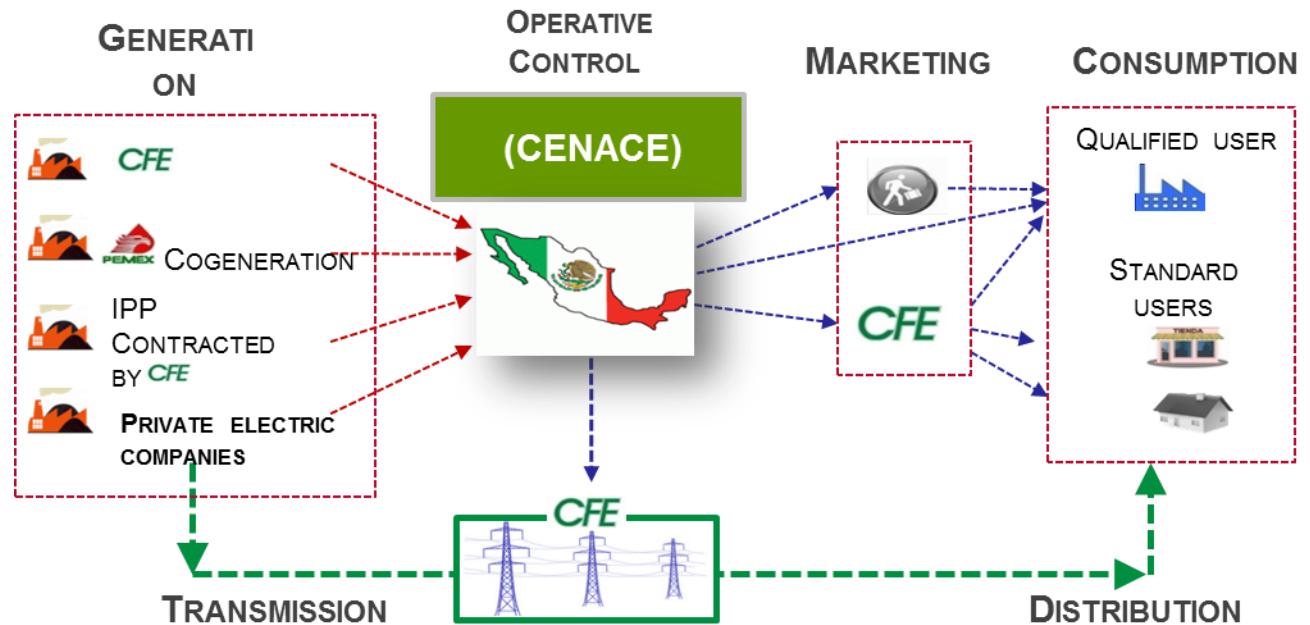 GENERATI
ON
OPERATIVE
CONTROL
MARKETING
CONSUMPTION
(CENACE)
CFE
PEMEX COGENERATION
IPP
CONTRACTED
BY CFE
PRIVATE ELECTRIC
COMPANIES
CFE
QUALIFIED USER
STANDARD
USERS
TIENDA
CFE
TRANSMISSION
DISTRIBUTION